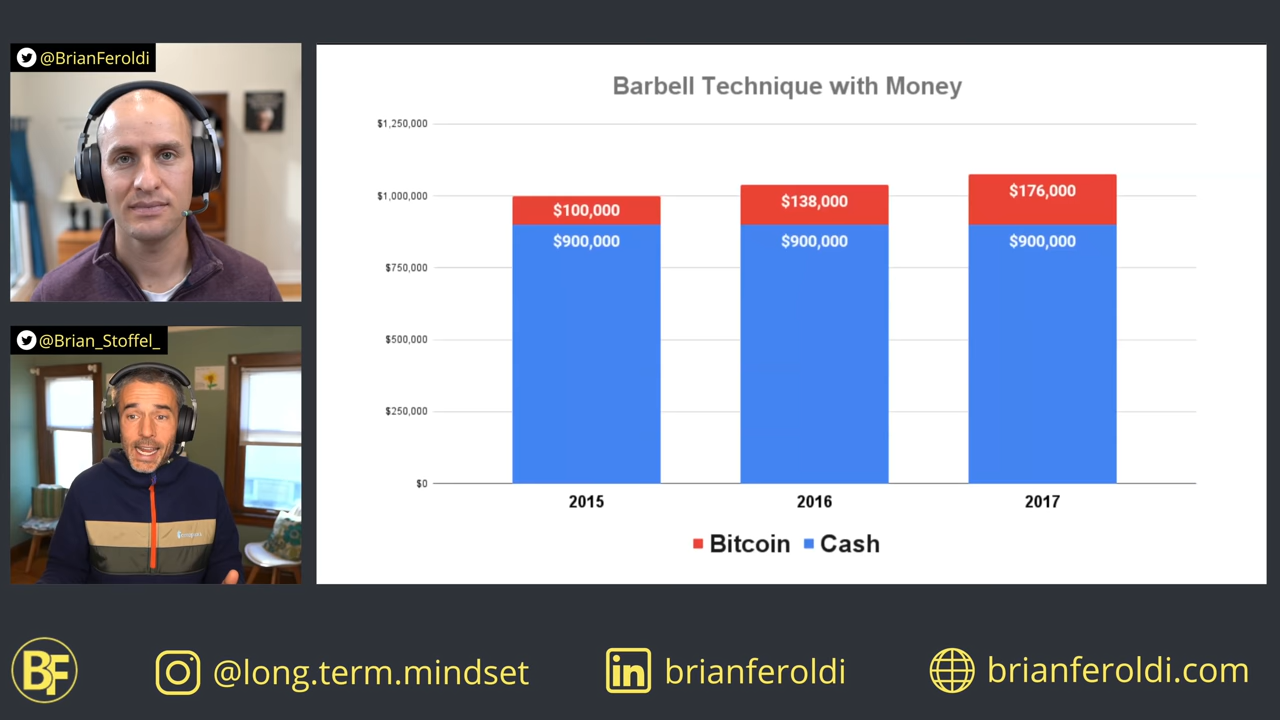 @BrianFeroldi
@Brian_Stoffel_
Barbell Technique with Money
$1,250,000
$1,000,000
$750,000
$500,000
$250,000
$0
$100,000
$138,000
$176,000
$900,000
$900,000
$900,000
2015
2016
2017
Bitcoin
Cash
BF
@long.term.mindset
in
brianferoldi
brianferoldi.com